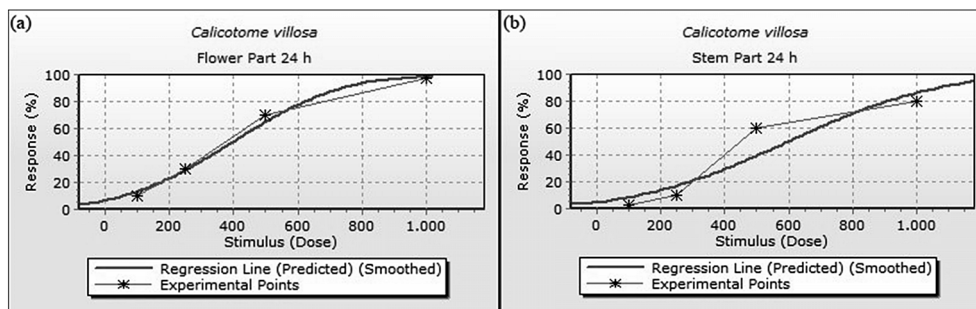 (a)
Calicotome villosa
Flower Part 24 h
Response (%)
100
80
60
40
20
0
0 200 400 600 800 1.000
Stimulus (Dose)
Regression Line (Predicted) (Smoothed)
Experimental Points
(b)
Calicotome villosa
Stem Part 24 h
Response (%)
100
80
60
40
20
0
0 200 400 600 800 1.000
Stimulus (Dose)
Regression Line (Predicted) (Smoothed)
Experimental Points